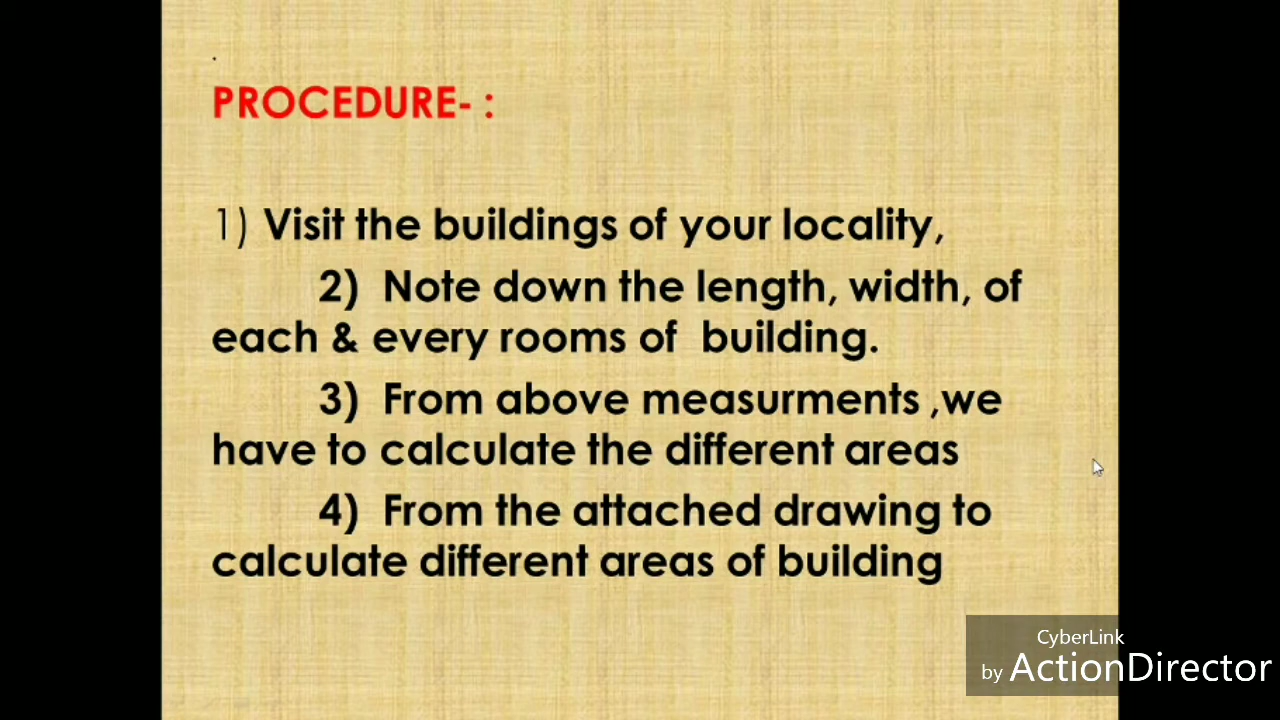 .
PROCEDURE- :
1) Visit the buildings of your locality,
2) Note down the length, width, of
each & every rooms of building.
3) From above measurments ,we
have to calculate the different areas
4) From the attached drawing to
calculate different areas of building
CyberLink
by ActionDirector